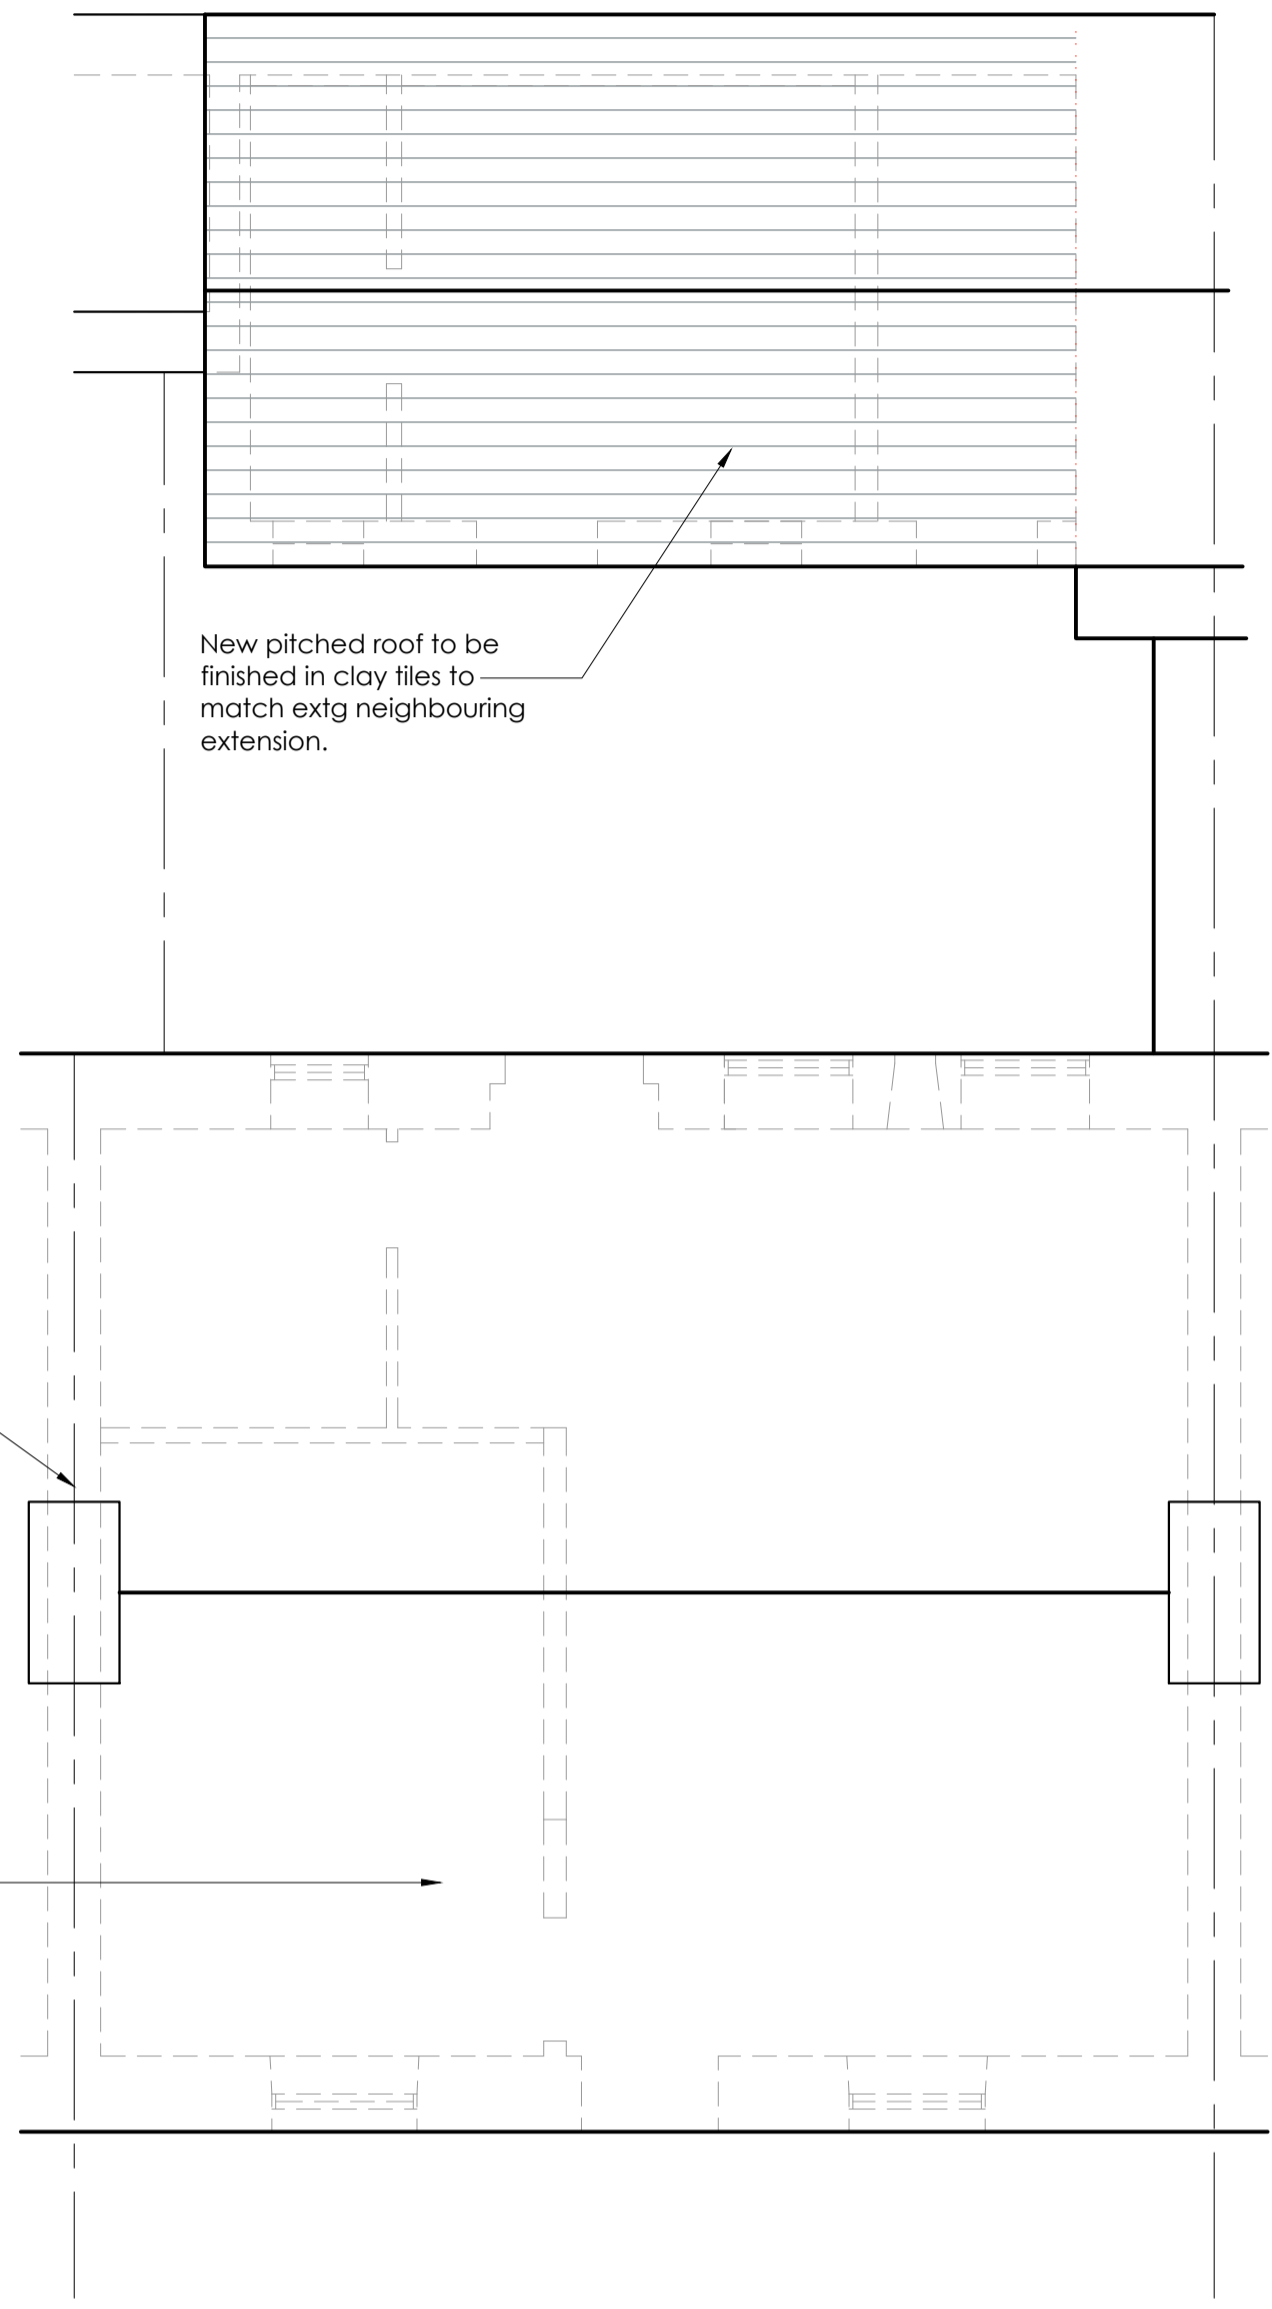 New pitched roof to be
finished in clay tiles to
match extg neighbouring
extension.